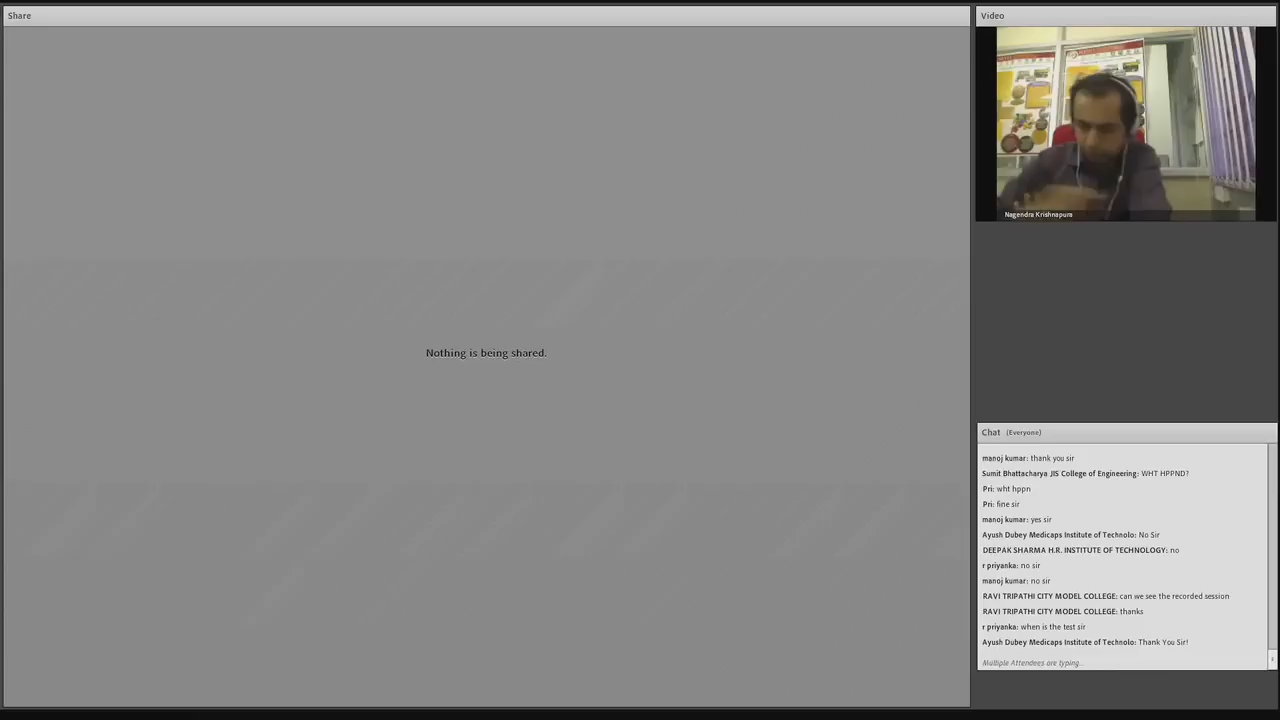 Share
Nothing is being shared.
Video
Nagendra Krishnapura
Chat (Everyone)
manoj kumar: thank you sir
Sumit Bhattacharya JIS College of Engineering: WHT HPPND?
Pri: wht hppn
Pri: fine sir
manoj kumar: yes sir
Ayush Dubey Medicaps Institute of Technolo: No Sir
DEEPAK SHARMA H.R. INSTITUTE OF TECHNOLOGY: no
r priyanka: no sir
manoj kumar: no sir
RAVI TRIPATHI CITY MODEL COLLEGE: can we see the recorded session
RAVI TRIPATHI CITY MODEL COLLEGE: thanks
r priyanka: when is the test sir
Ayush Dubey Medicaps Institute of Technolo: Thank You Sir!
Multiple Attendees are typing...